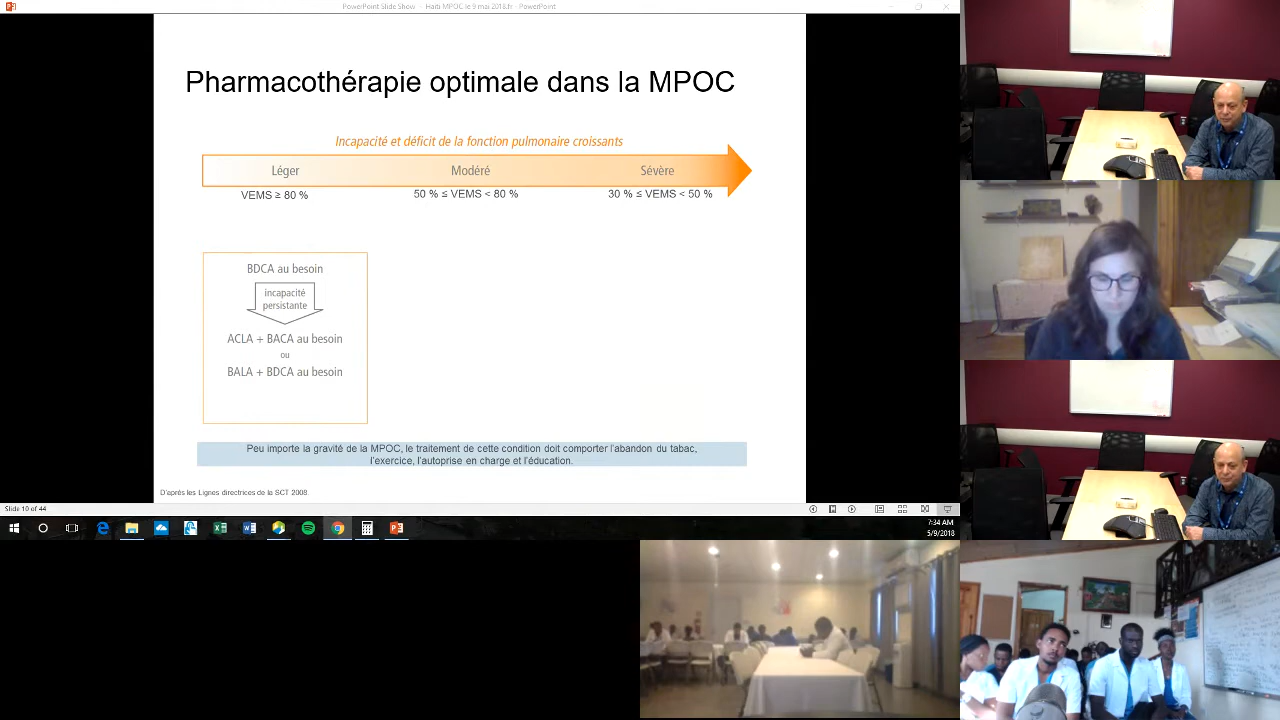 PowerPoint Slide Show - Haiti MPOC le 9 mai 2018.fr - PowerPoint
Pharmacothérapie optimale dans la MPOC
Incapacité et déficit de la fonction pulmonaire croissants
Léger Modéré Sévère
VEMS ≥ 80 % 50 % ≤ VEMS < 80 % 30 % ≤ VEMS < 50 %
BDCA au besoin
incapacité
persistante
ACLA + BACA au besoin
ou
BALA + BDCA au besoin
Peu importe la gravité de la MPOC, le traitement de cette condition doit comporter l'abandon du tabac,
l'exercice, l'autoprise en charge et l'éducation.
D'après les Lignes directrices de la SCT 2008
Slide 10 of 44
7:34 AM
5/9/2018